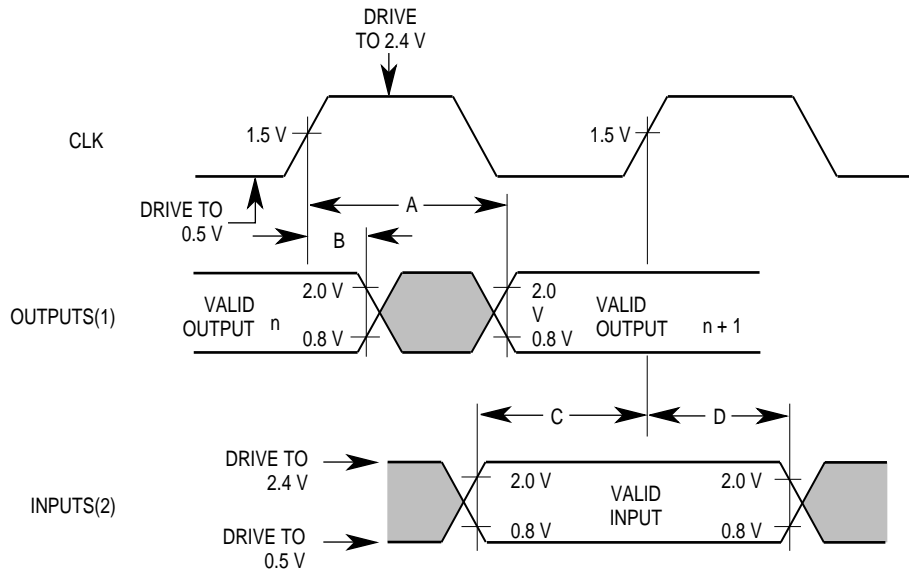 DRIVE
TO 2.4 V
CLK
1.5 V
1.5 V
DRIVE TO
0.5 V
A
B
OUTPUTS(1)
VALID
OUTPUT n
2.0 V
0.8 V
2.0
V
0.8 V
VALID
OUTPUT n + 1
C
D
INPUTS(2)
DRIVE TO
2.4 V
DRIVE TO
0.5 V
2.0 V
0.8 V
VALID
INPUT
2.0 V
0.8 V